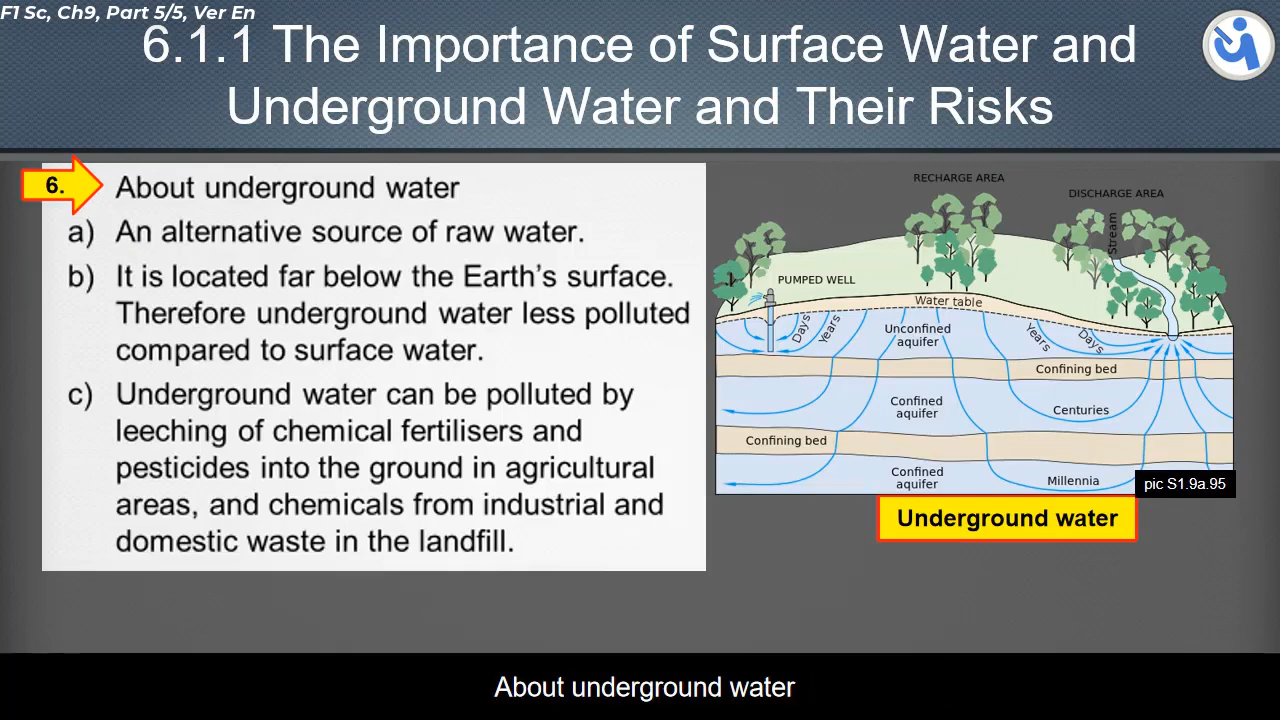 F1 Sc, Ch9, Part 5/5, Ver En
6.1.1 The Importance of Surface Water and
Underground Water and Their Risks
6.
About underground water
a) An alternative source of raw water.
b) It is located far below the Earth's surface.
Therefore underground water less polluted
compared to surface water.
c) Underground water can be polluted by
leeching of chemical fertilisers and
pesticides into the ground in agricultural
areas, and chemicals from industrial and
domestic waste in the landfill.
RECHARGE AREA
DISCHARGE AREA
Stream
PUMPED WELL
Water table
Days
Years
Unconfined
aquifer
Years
Days
Confining bed
Confined
aquifer
Centuries
Confining bed
Confined
aquifer
Millennia
pic S1.9a.95
Underground water
About underground water